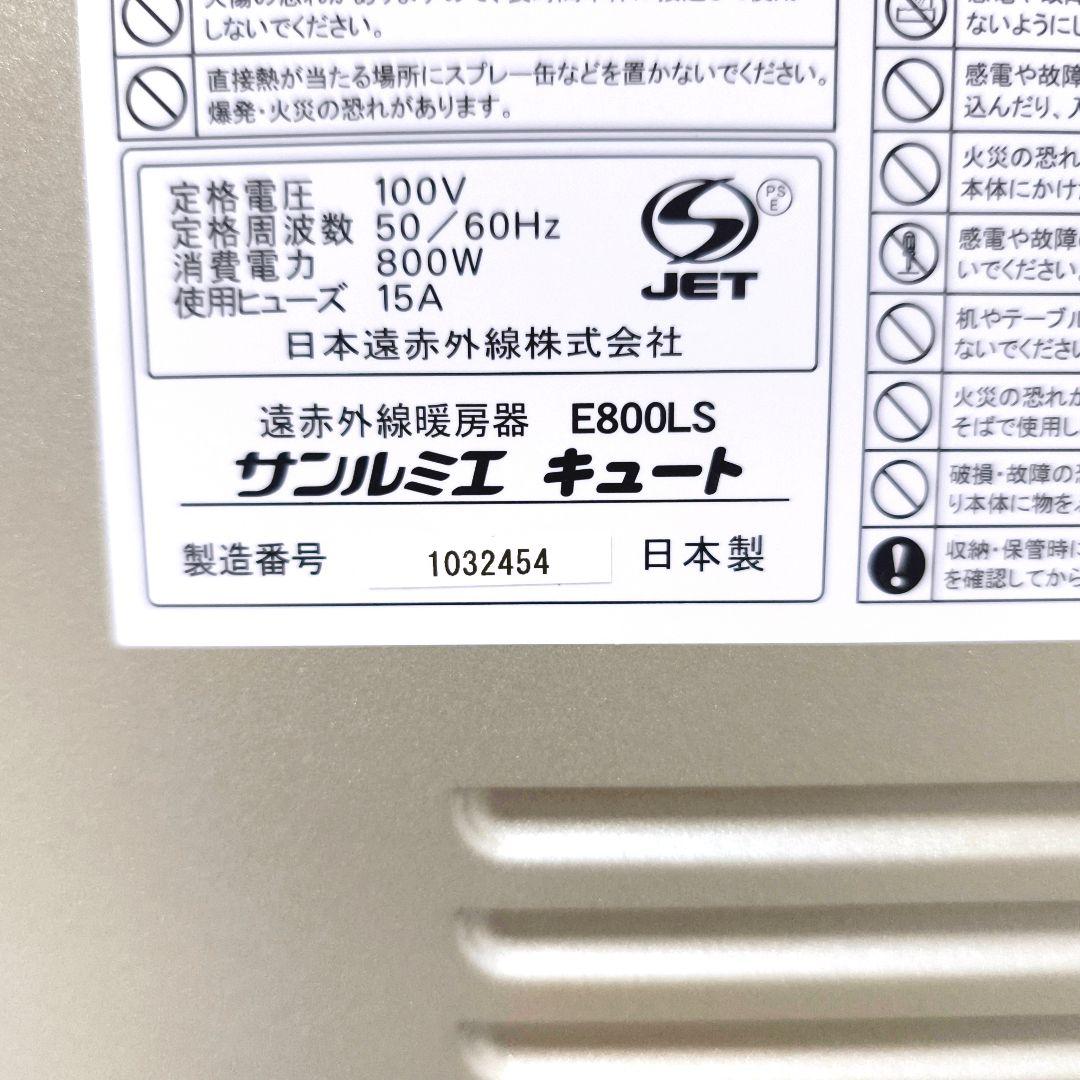 しないでください。
直接熱が当たる場所にスプレー缶などを置かないでください。
爆発・火災の恐れがあります。
定格電圧 100V
定格周波数 50/60Hz
消費電力 800W
使用ヒューズ 15A
JET
PS
E
日本遠赤外線株式会社
遠赤外線暖房器 E800LS
サンルミエ キュート
製造番号 1032454 日本製
ないように
感電や故障
込んだり、
火災の恐れ
本体にかけ
感電や故障
いでください
机やテーブル
ないでください
火災の恐れが
そばで使用し
破損・故障の
り本体に物を
収納・保管時に
を確認してから